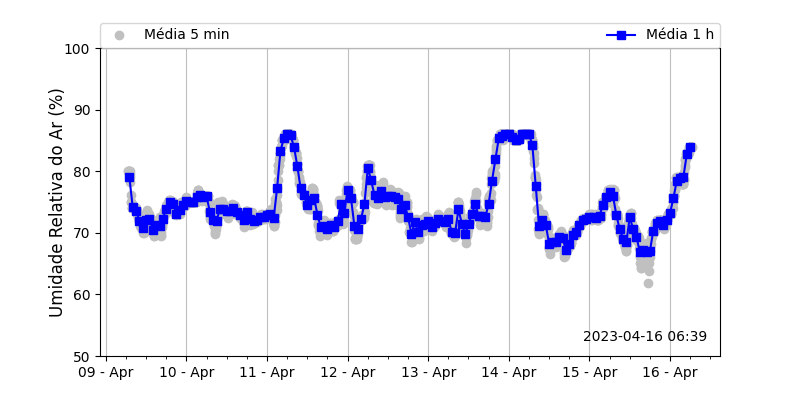 Média 5 min
Média 1 h
100
90
80
70
60
50
Umidade Relativa do Ar (%)
2023-04-16 06:39
09 - Apr
10 - Apr
11 - Apr
12 - Apr
13 - Apr
14 - Apr
15 - Apr
16 - Apr